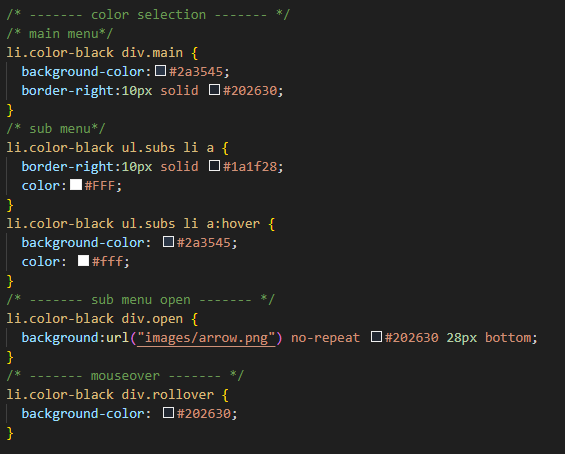 /* ------- color selection ------- */
/* main menu*/
li.color-black div.main {
background-color:#2a3545;
border-right:10px solid #202630;
}
/* sub menu*/
li.color-black ul.subs li a {
border-right:10px solid #1a1f28;
color:#FFF;
}
li.color-black ul.subs li a:hover {
background-color: #2a3545;
color: #fff;
}
/* ------- sub menu open ------- */
li.color-black div.open {
background:url("images/arrow.png") no-repeat #202630 28px bottom;
}
/* ------- mouseover ------- */
li.color-black div.rollover {
background-color: #202630;
}